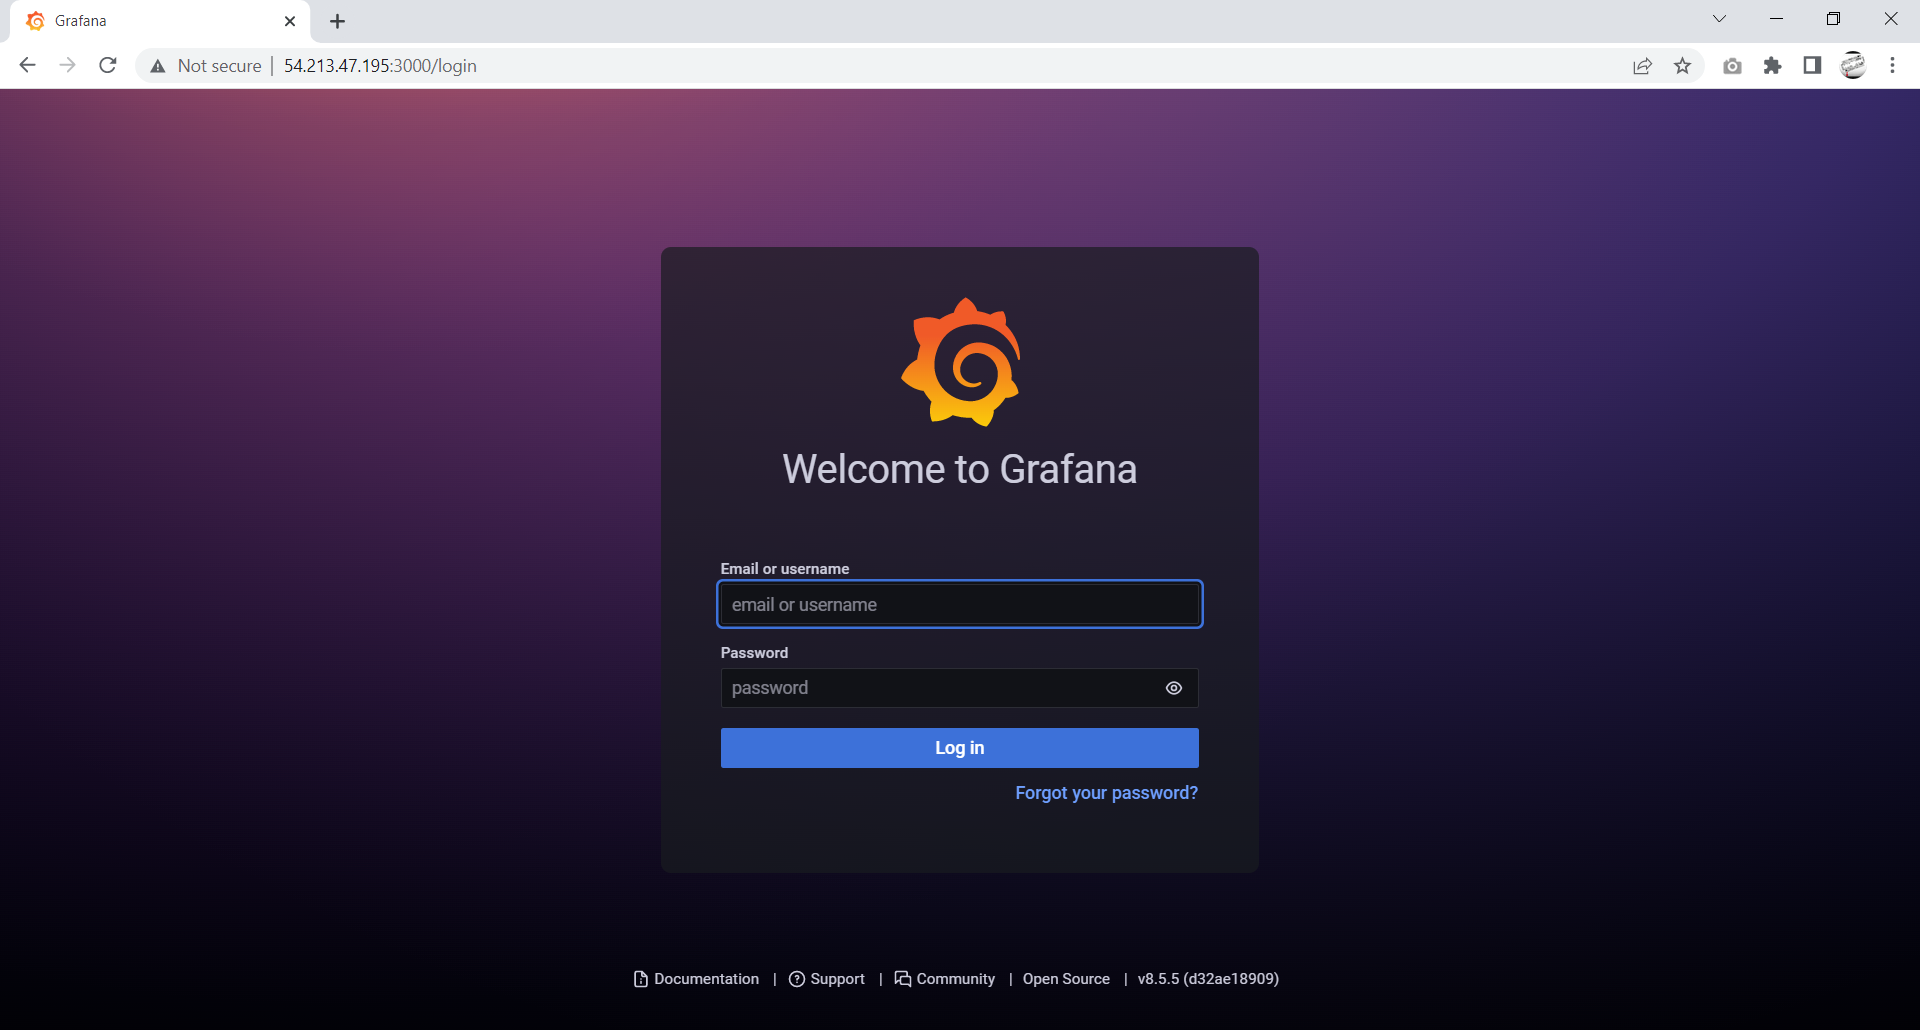 Grafana
Not secure | 54.213.47.195:3000/login
Welcome to Grafana
Email or username
email or username
Password
password
Log in
Forgot your password?
Documentation | Support | Community | Open Source | v8.5.5 (d32ae18909)